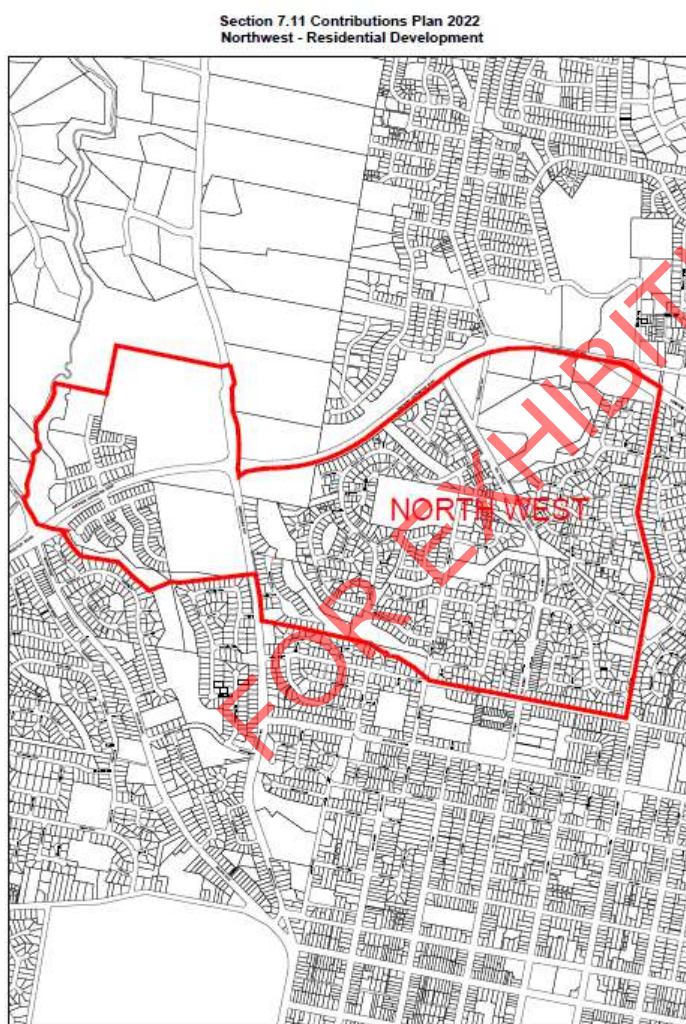 Section 7.11 Contributions Plan 2022
Northwest - Residential Development
NORTH WEST
FOR EXHIBIT